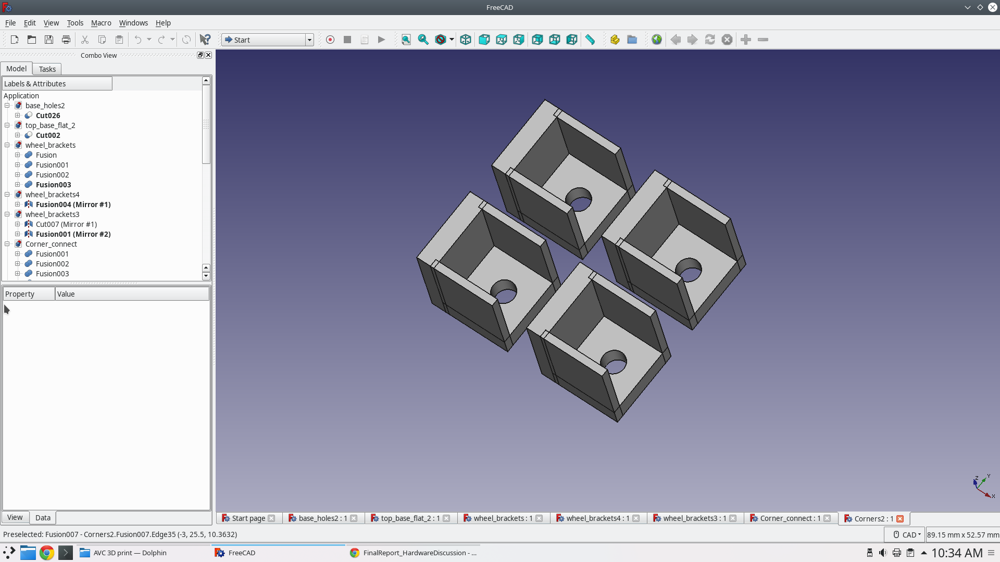 FreeCAD
File Edit View Tools Macro Windows Help
Start
Combo View
Model Tasks
Labels & Attributes
Application
base_holes2
Cut026
top_base_flat_2
Cut002
wheel_brackets
Fusion
Fusion001
Fusion002
Fusion003
wheel_brackets4
Fusion004 (Mirror #1)
wheel_brackets3
Cut007 (Mirror #1)
Fusion001 (Mirror #2)
Corner_connect
Fusion001
Fusion002
Fusion003
Property Value
Z Y X
View Data
Start page base_holes2 : 1 top_base_flat_2 : 1 wheel_brackets : 1 wheel_brackets4 : 1 wheel_brackets3 : 1 Corner_connect : 1 Corners2 : 1
Preselected: Fusion007 - Corners2.Fusion007.Edge35 (-3, 25.5, 10.3632) CAD 89.15 mm x 52.57 mm
AVC 3D print — Dolphin FreeCAD FinalReport_HardwareDiscussion - ... 10:34 AM